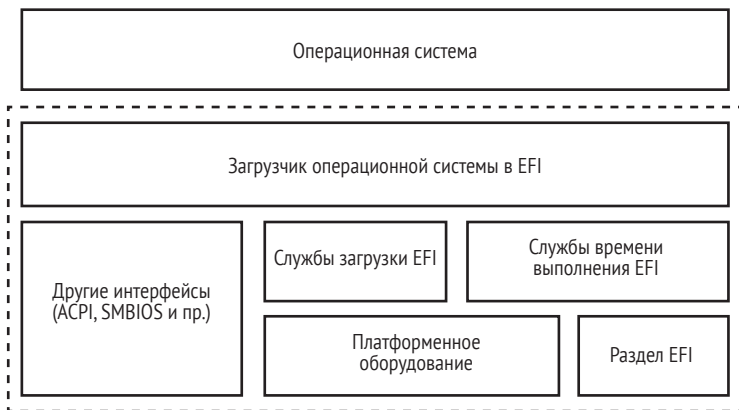 Операционная система
Загрузчик операционной системы в EFI
Другие интерфейсы
(ACPI, SMBIOS и пр.)
Службы загрузки EFI
Службы времени
выполнения EFI
Платформенное
оборудование
Раздел EFI